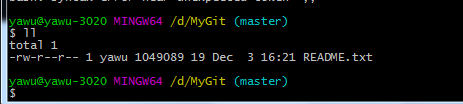 yawu@yawu-3020 MINGW64 /d/MyGit (master)
$ ll
total 1
-rw-r--r-- 1 yawu 1049089 19 Dec  3 16:21 README.txt
yawu@yawu-3020 MINGW64 /d/MyGit (master)
$